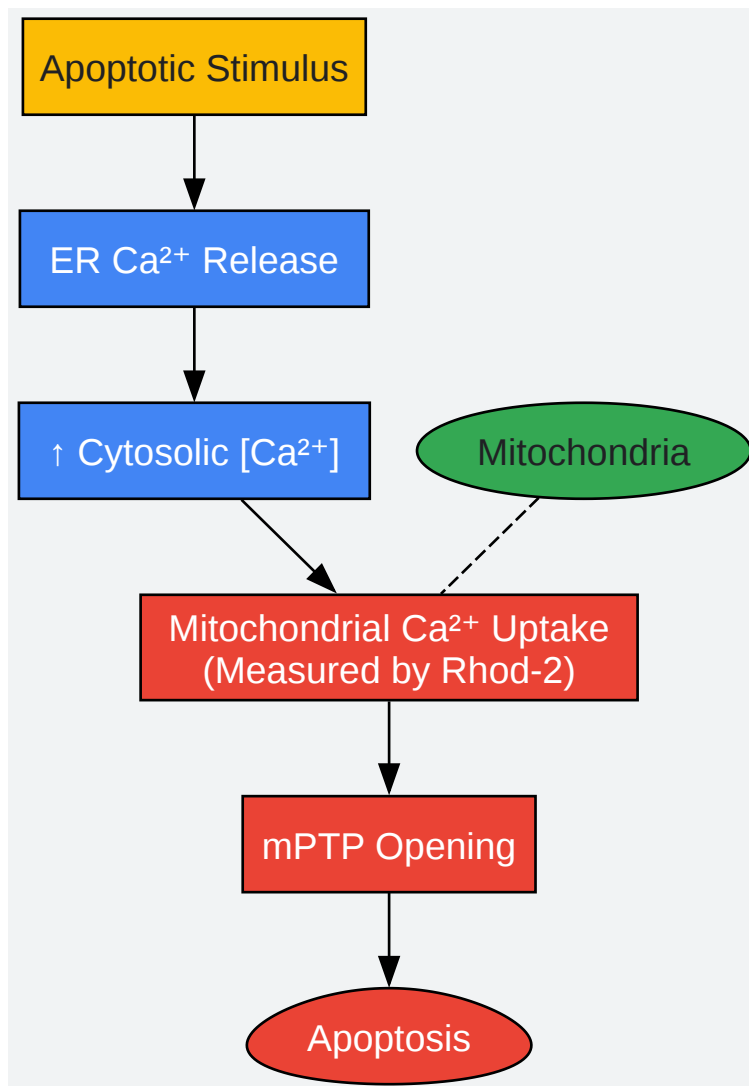 Apoptotic Stimulus
ER Ca²⁺ Release
↑ Cytosolic [Ca²⁺]
Mitochondria
Mitochondrial Ca²⁺ Uptake
(Measured by Rhod-2)
mPTP Opening
Apoptosis